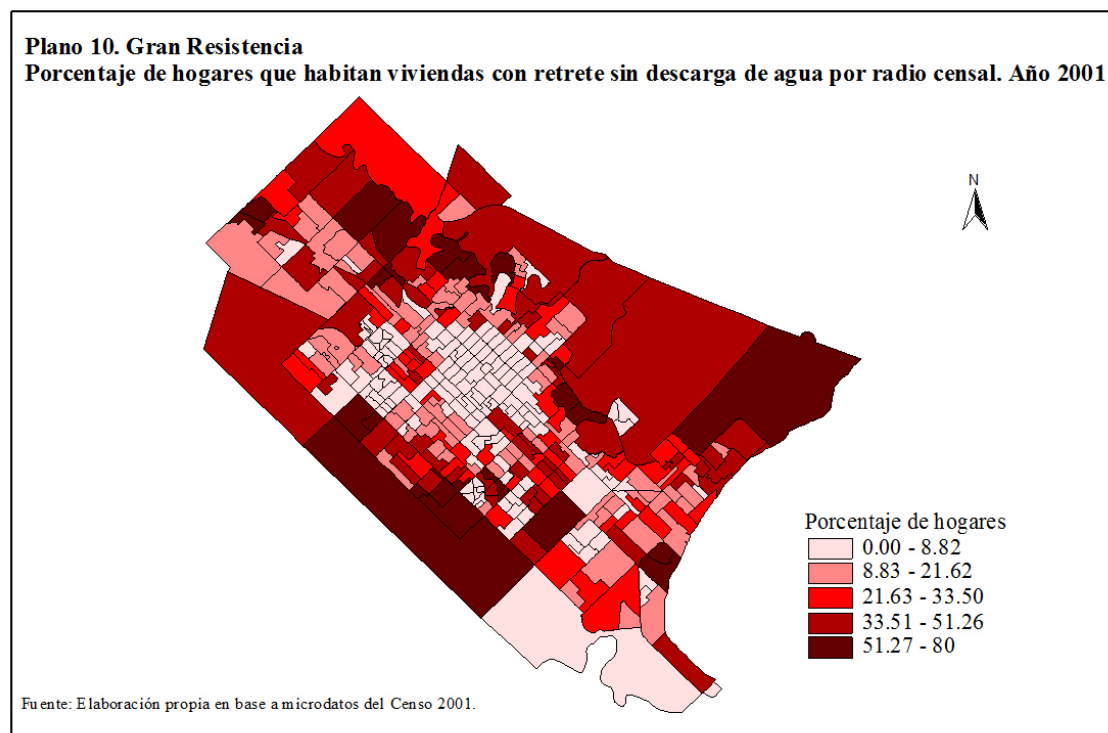 Plano 10. Gran Resistencia
Porcentaje de hogares que habitan viviendas con retrete sin descarga de agua por radio censal. Año 2001
N
Porcentaje de hogares
0.00 - 8.82
8.83 - 21.62
21.63 - 33.50
33.51 - 51.26
51.27 - 80
Fuente: Elaboración propia en base a microdatos del Censo 2001.